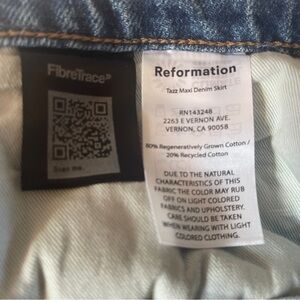 FibreTrace
Scan me.
Reformation
Tazz Maxi Denim Skirt
RN143248
2263 E VERNON AVE.
VERNON, CA 90058
80% Regeneratively Grown Cotton /
20% Recycled Cotton
DUE TO THE NATURAL
CHARACTERISTICS OF THIS
FABRIC THE COLOR MAY RUB
OFF ON LIGHT COLORED
FABRICS AND UPHOLSTERY.
CARE SHOULD BE TAKEN
WHEN WEARING WITH LIGHT
COLORED CLOTHING.